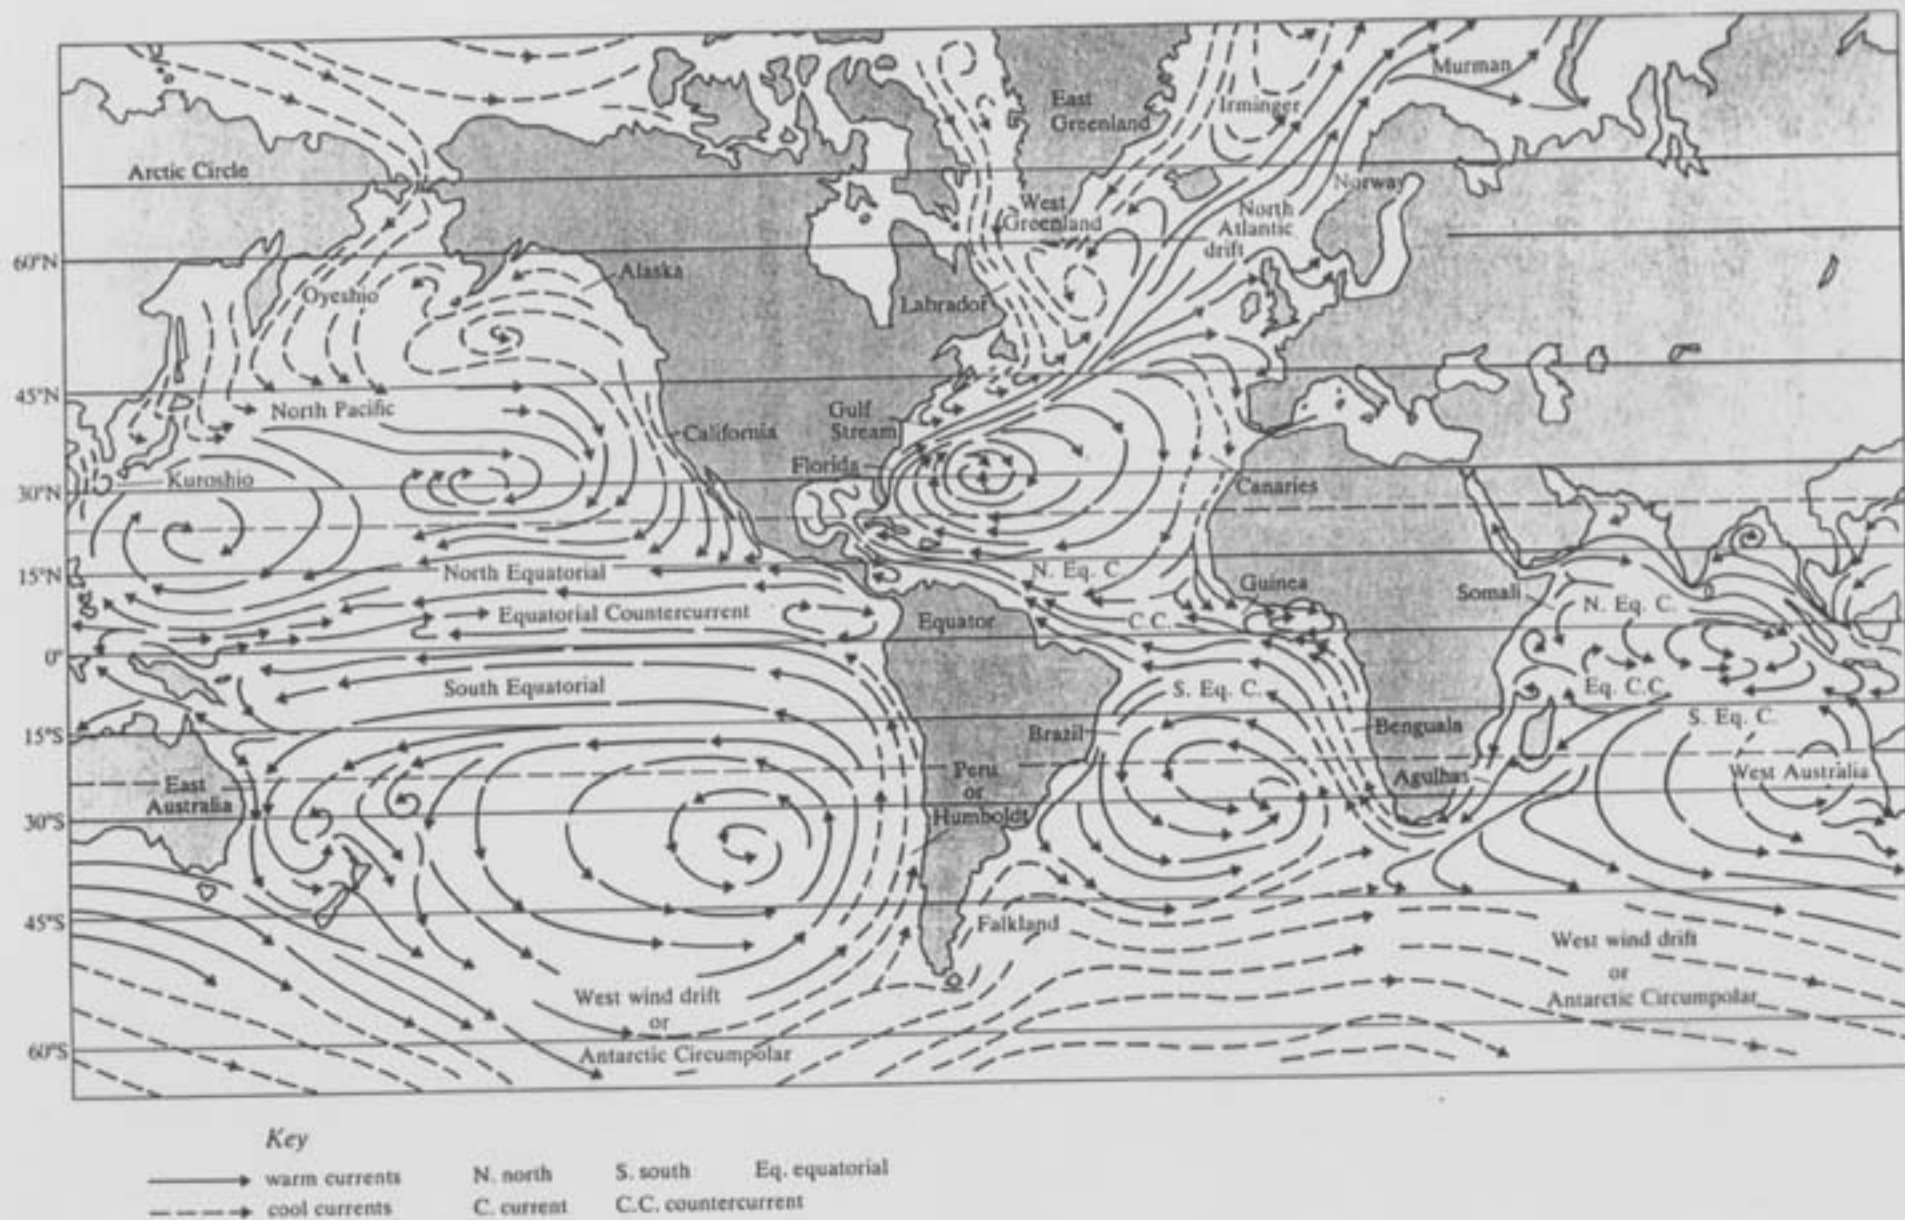 Murman
East
Greenland
Irminger
Arctic Circle
Norway
West
Greenland
North
Atlantic
drift
60°N
Alaska
Oyeshio
Labrador
45°N
North Pacific
Gulf
Stream
California
Florida
Kuroshio
30°N
Canaries
15°N
North Equatorial
N. Eq. C
Guinea
Somali
N. Eq. C.
Equatorial Countercurrent
Equator
C.C.
0°
South Equatorial
S. Eq. C.
Eq. C.C.
S. Eq. C.
15°S
Brazil
Benguala
East
Australia
Peru
or
Humboldt
Agulhas
West Australia
30°S
45°S
Falkland
West wind drift
or
Antarctic Circumpolar
West wind drift
or
Antarctic Circumpolar
60°S
Key
warm currents N. north S. south Eq. equatorial
cool currents C. current C.C. countercurrent